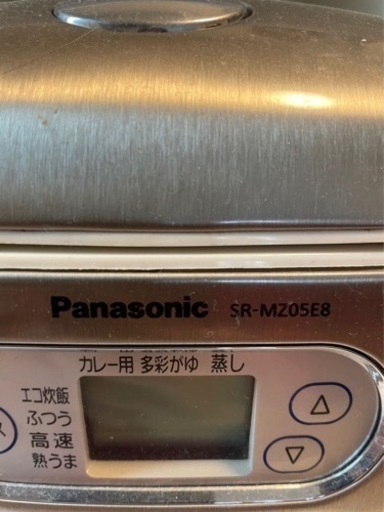 Panasonic SR-MZ05E8
カレー用 多彩がゆ 蒸し
エコ炊飯
ふつう
高速
熟うま